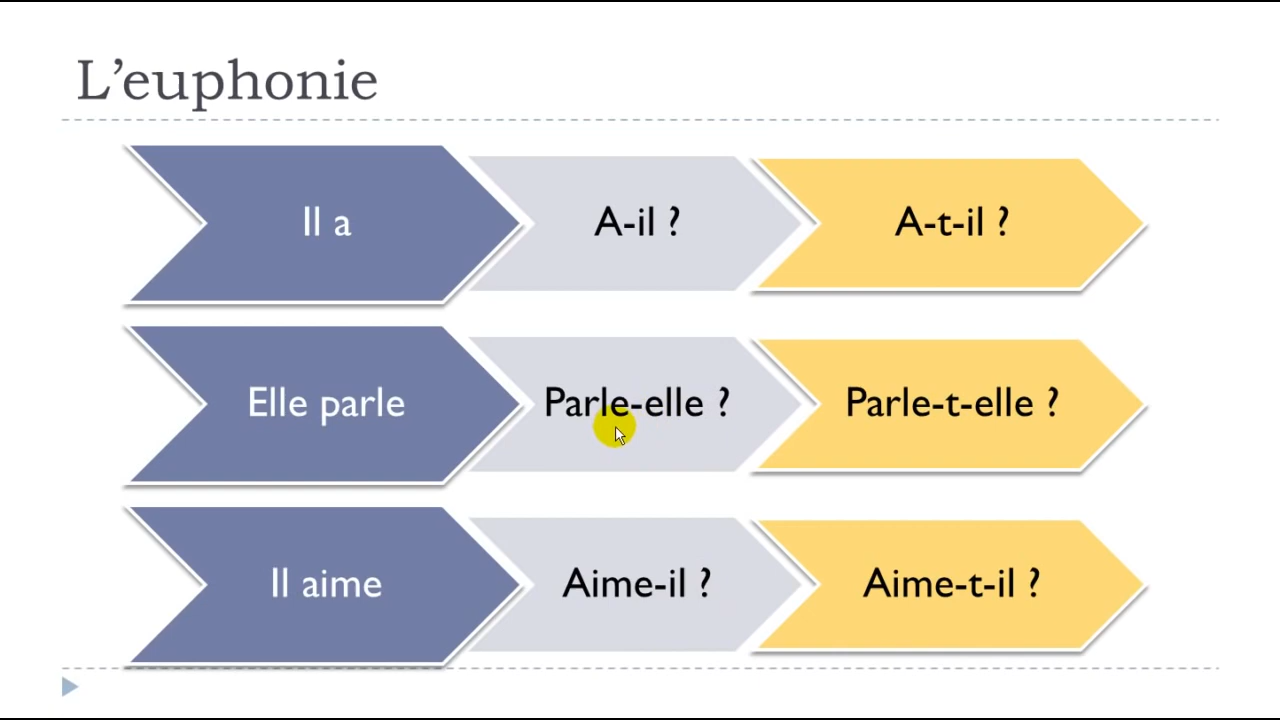 L’euphonie
Il a
A-il ?
A-t-il ?
Elle parle
Parle-elle ?
Parle-t-elle ?
Il aime
Aime-il ?
Aime-t-il ?